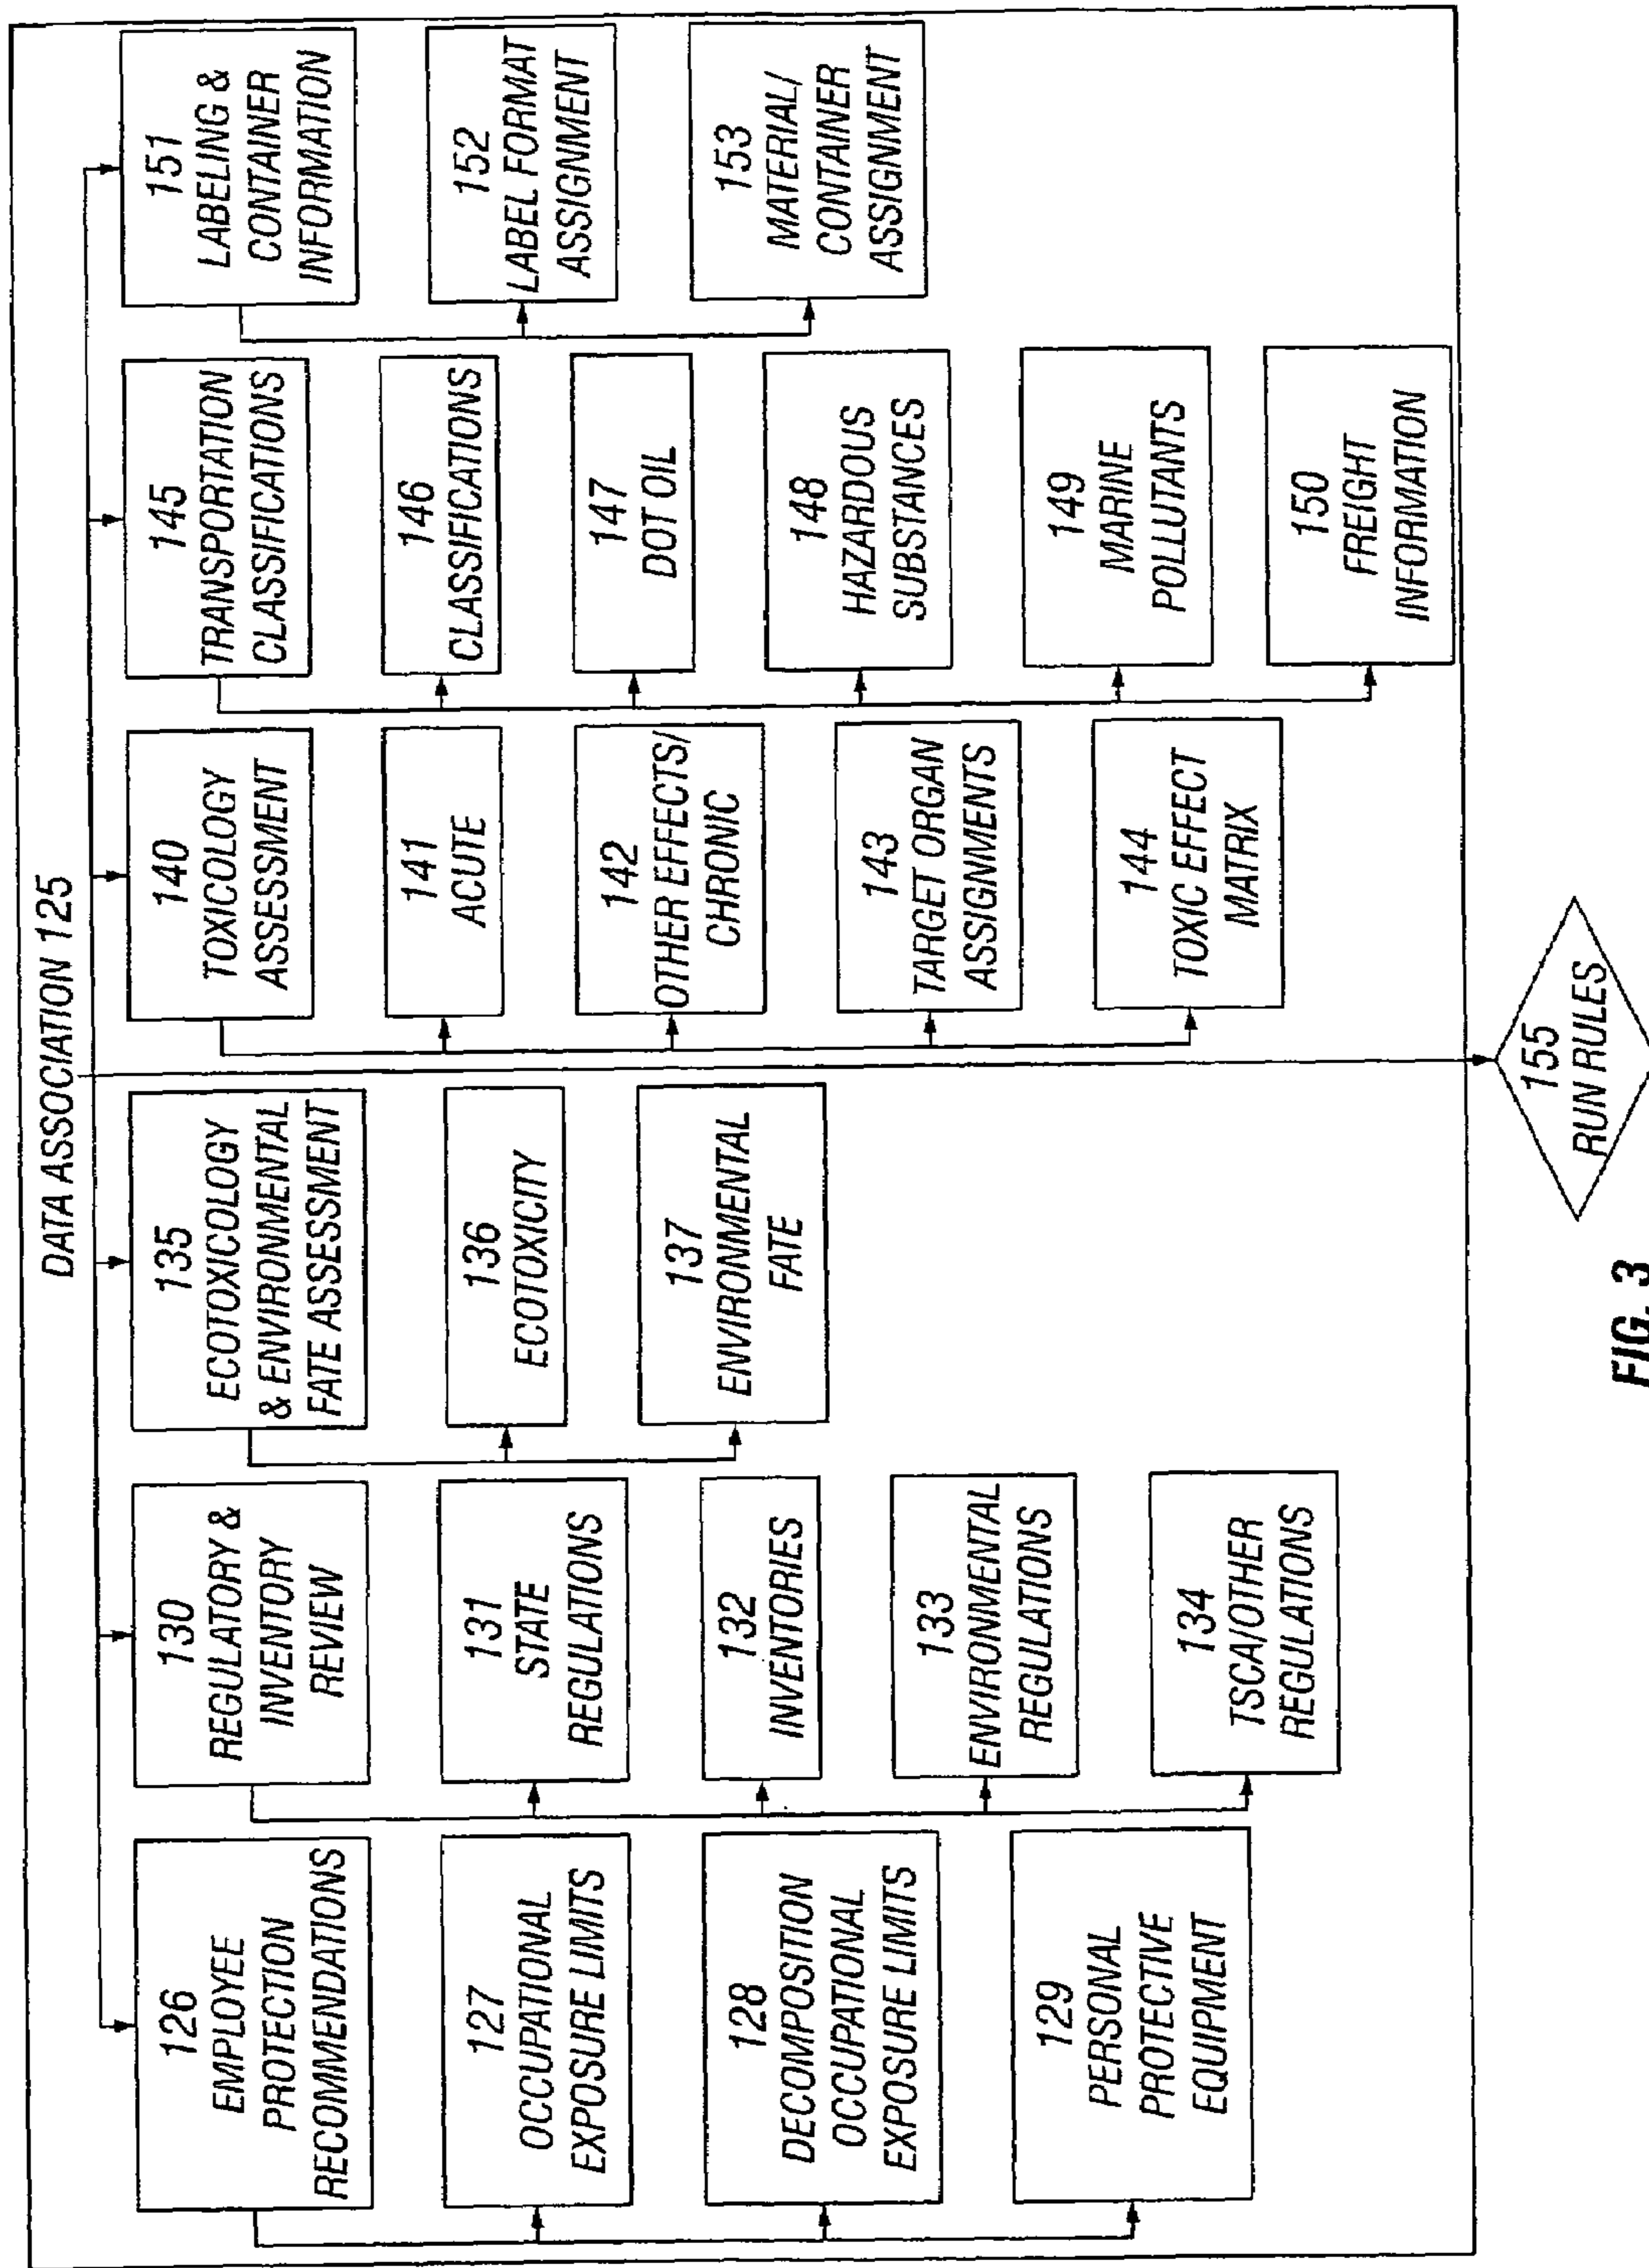 DATA ASSOCIATION 125
126
EMPLOYEE
PROTECTION
RECOMMENDATIONS
127
OCCUPATIONAL
EXPOSURE LIMITS
128
DECOMPOSITION
OCCUPATIONAL
EXPOSURE LIMITS
129
PERSONAL
PROTECTIVE
EQUIPMENT
130
REGULATORY &
INVENTORY
REVIEW
131
STATE
REGULATIONS
132
INVENTORIES
133
ENVIRONMENTAL
REGULATIONS
134
TSCA/OTHER
REGULATIONS
135
ECOTOXICOLOGY
& ENVIRONMENTAL
FATE ASSESSMENT
136
ECOTOXICITY
137
ENVIRONMENTAL
FATE
140
TOXICOLOGY
ASSESSMENT
141
ACUTE
142
OTHER EFFECTS/
CHRONIC
143
TARGET ORGAN
ASSIGNMENTS
144
TOXIC EFFECT
MATRIX
145
TRANSPORTATION
CLASSIFICATIONS
146
CLASSIFICATIONS
147
DOT OIL
148
HAZARDOUS
SUBSTANCES
149
MARINE
POLLUTANTS
150
FREIGHT
INFORMATION
151
LABELING &
CONTAINER
INFORMATION
152
LABEL FORMAT
ASSIGNMENT
153
MATERIAL/
CONTAINER
ASSIGNMENT
155
RUN RULES
FIG. 3